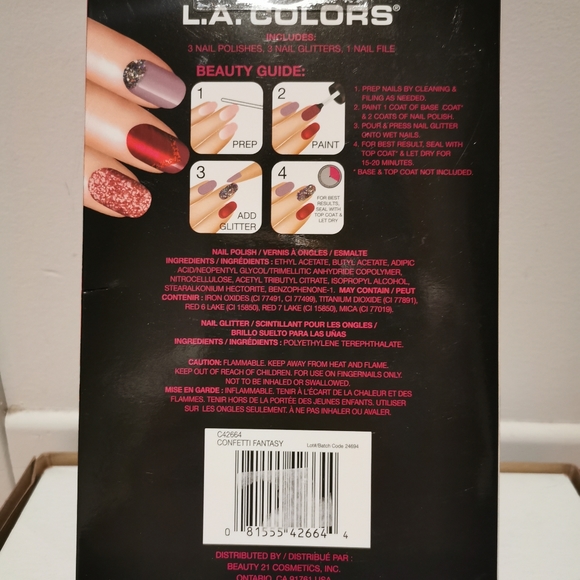 L.A. COLORS®
INCLUDES:
3 NAIL POLISHES, 3 NAIL GLITTERS, 1 NAIL FILE
BEAUTY GUIDE:
1
PREP
2
PAINT
3
ADD
GLITTER
4
FOR BEST
RESULTS,
SEAL WITH
TOP COAT &
LET DRY
1. PREP NAILS BY CLEANING &
FILING AS NEEDED.
2. PAINT 1 COAT OF BASE COAT*
& 2 COATS OF NAIL POLISH.
3. POUR & PRESS NAIL GLITTER
ONTO WET NAILS.
4. FOR BEST RESULT, SEAL WITH
TOP COAT* & LET DRY FOR
15-20 MINUTES.
* BASE & TOP COAT NOT INCLUDED.
NAIL POLISH / VERNIS À ONGLES / ESMALTE
INGREDIENTS / INGRÉDIENTS : ETHYL ACETATE, BUTYL ACETATE, ADIPIC
ACID/NEOPENTYL GLYCOL/TRIMELLITIC ANHYDRIDE COPOLYMER,
NITROCELLULOSE, ACETYL TRIBUTYL CITRATE, ISOPROPYL ALCOHOL,
STEARALKONIUM HECTORITE, BENZOPHENONE-1. MAY CONTAIN / PEUT
CONTENIR : IRON OXIDES (CI 77491, CI 77499), TITANIUM DIOXIDE (CI 77891),
RED 6 LAKE (CI 15850), RED 7 LAKE (CI 15850), MICA (CI 77019).
NAIL GLITTER / SCINTILLANT POUR LES ONGLES /
BRILLO SUELTO PARA LAS UÑAS
INGREDIENTS / INGRÉDIENTS : POLYETHYLENE TEREPHTHALATE.
CAUTION: FLAMMABLE. KEEP AWAY FROM HEAT AND FLAME.
KEEP OUT OF REACH OF CHILDREN. FOR USE ON FINGERNAILS ONLY.
NOT TO BE INHALED OR SWALLOWED.
MISE EN GARDE : INFLAMMABLE. TENIR À L'ÉCART DE LA CHALEUR ET DES
FLAMMES. TENIR HORS DE LA PORTÉE DES JEUNES ENFANTS. UTILISER
SUR LES ONGLES SEULEMENT. À NE PAS INHALER OU AVALER.
C42664
CONFETTI FANTASY
Lot#/Batch Code 24694
0 81555 42664 4
DISTRIBUTED BY / DISTRIBUÉ PAR :
BEAUTY 21 COSMETICS, INC.
ONTARIO, CA 91761 USA